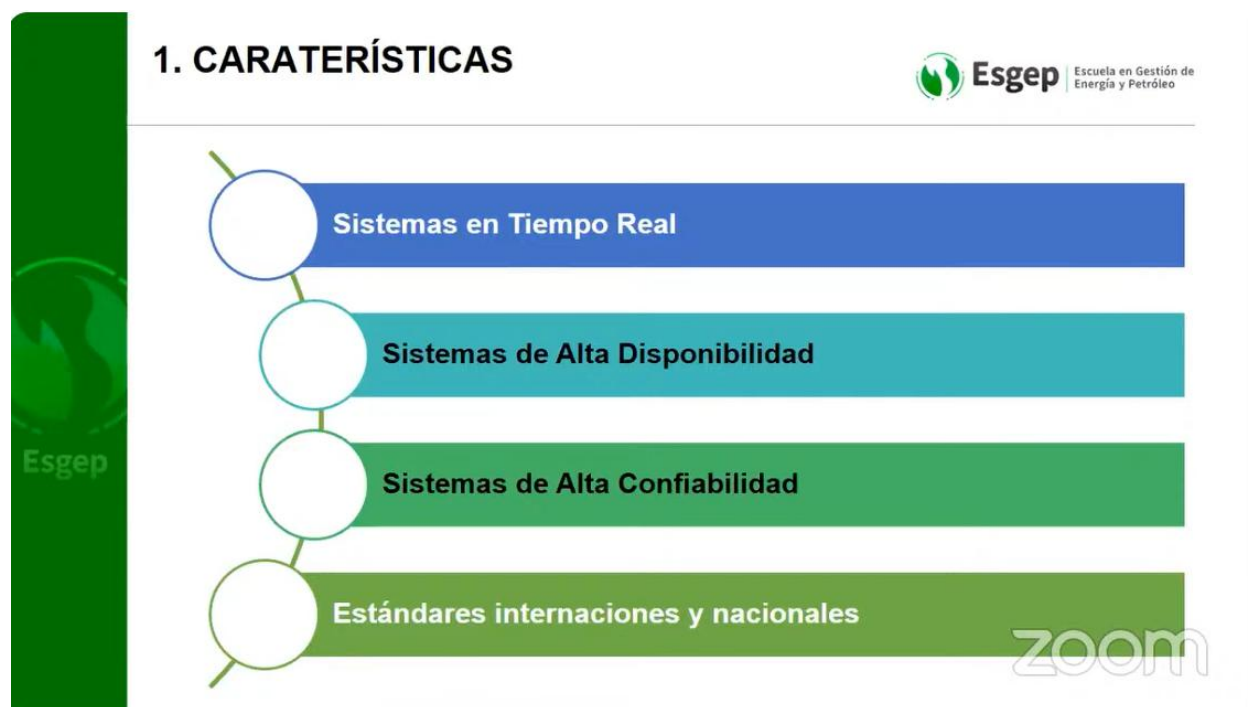 1. CARATERÍSTICAS
Esgep
Escuela en Gestión de
Energía y Petróleo
Sistemas en Tiempo Real
Sistemas de Alta Disponibilidad
Sistemas de Alta Confiabilidad
Esgep
Estándares internaciones y nacionales
zoom